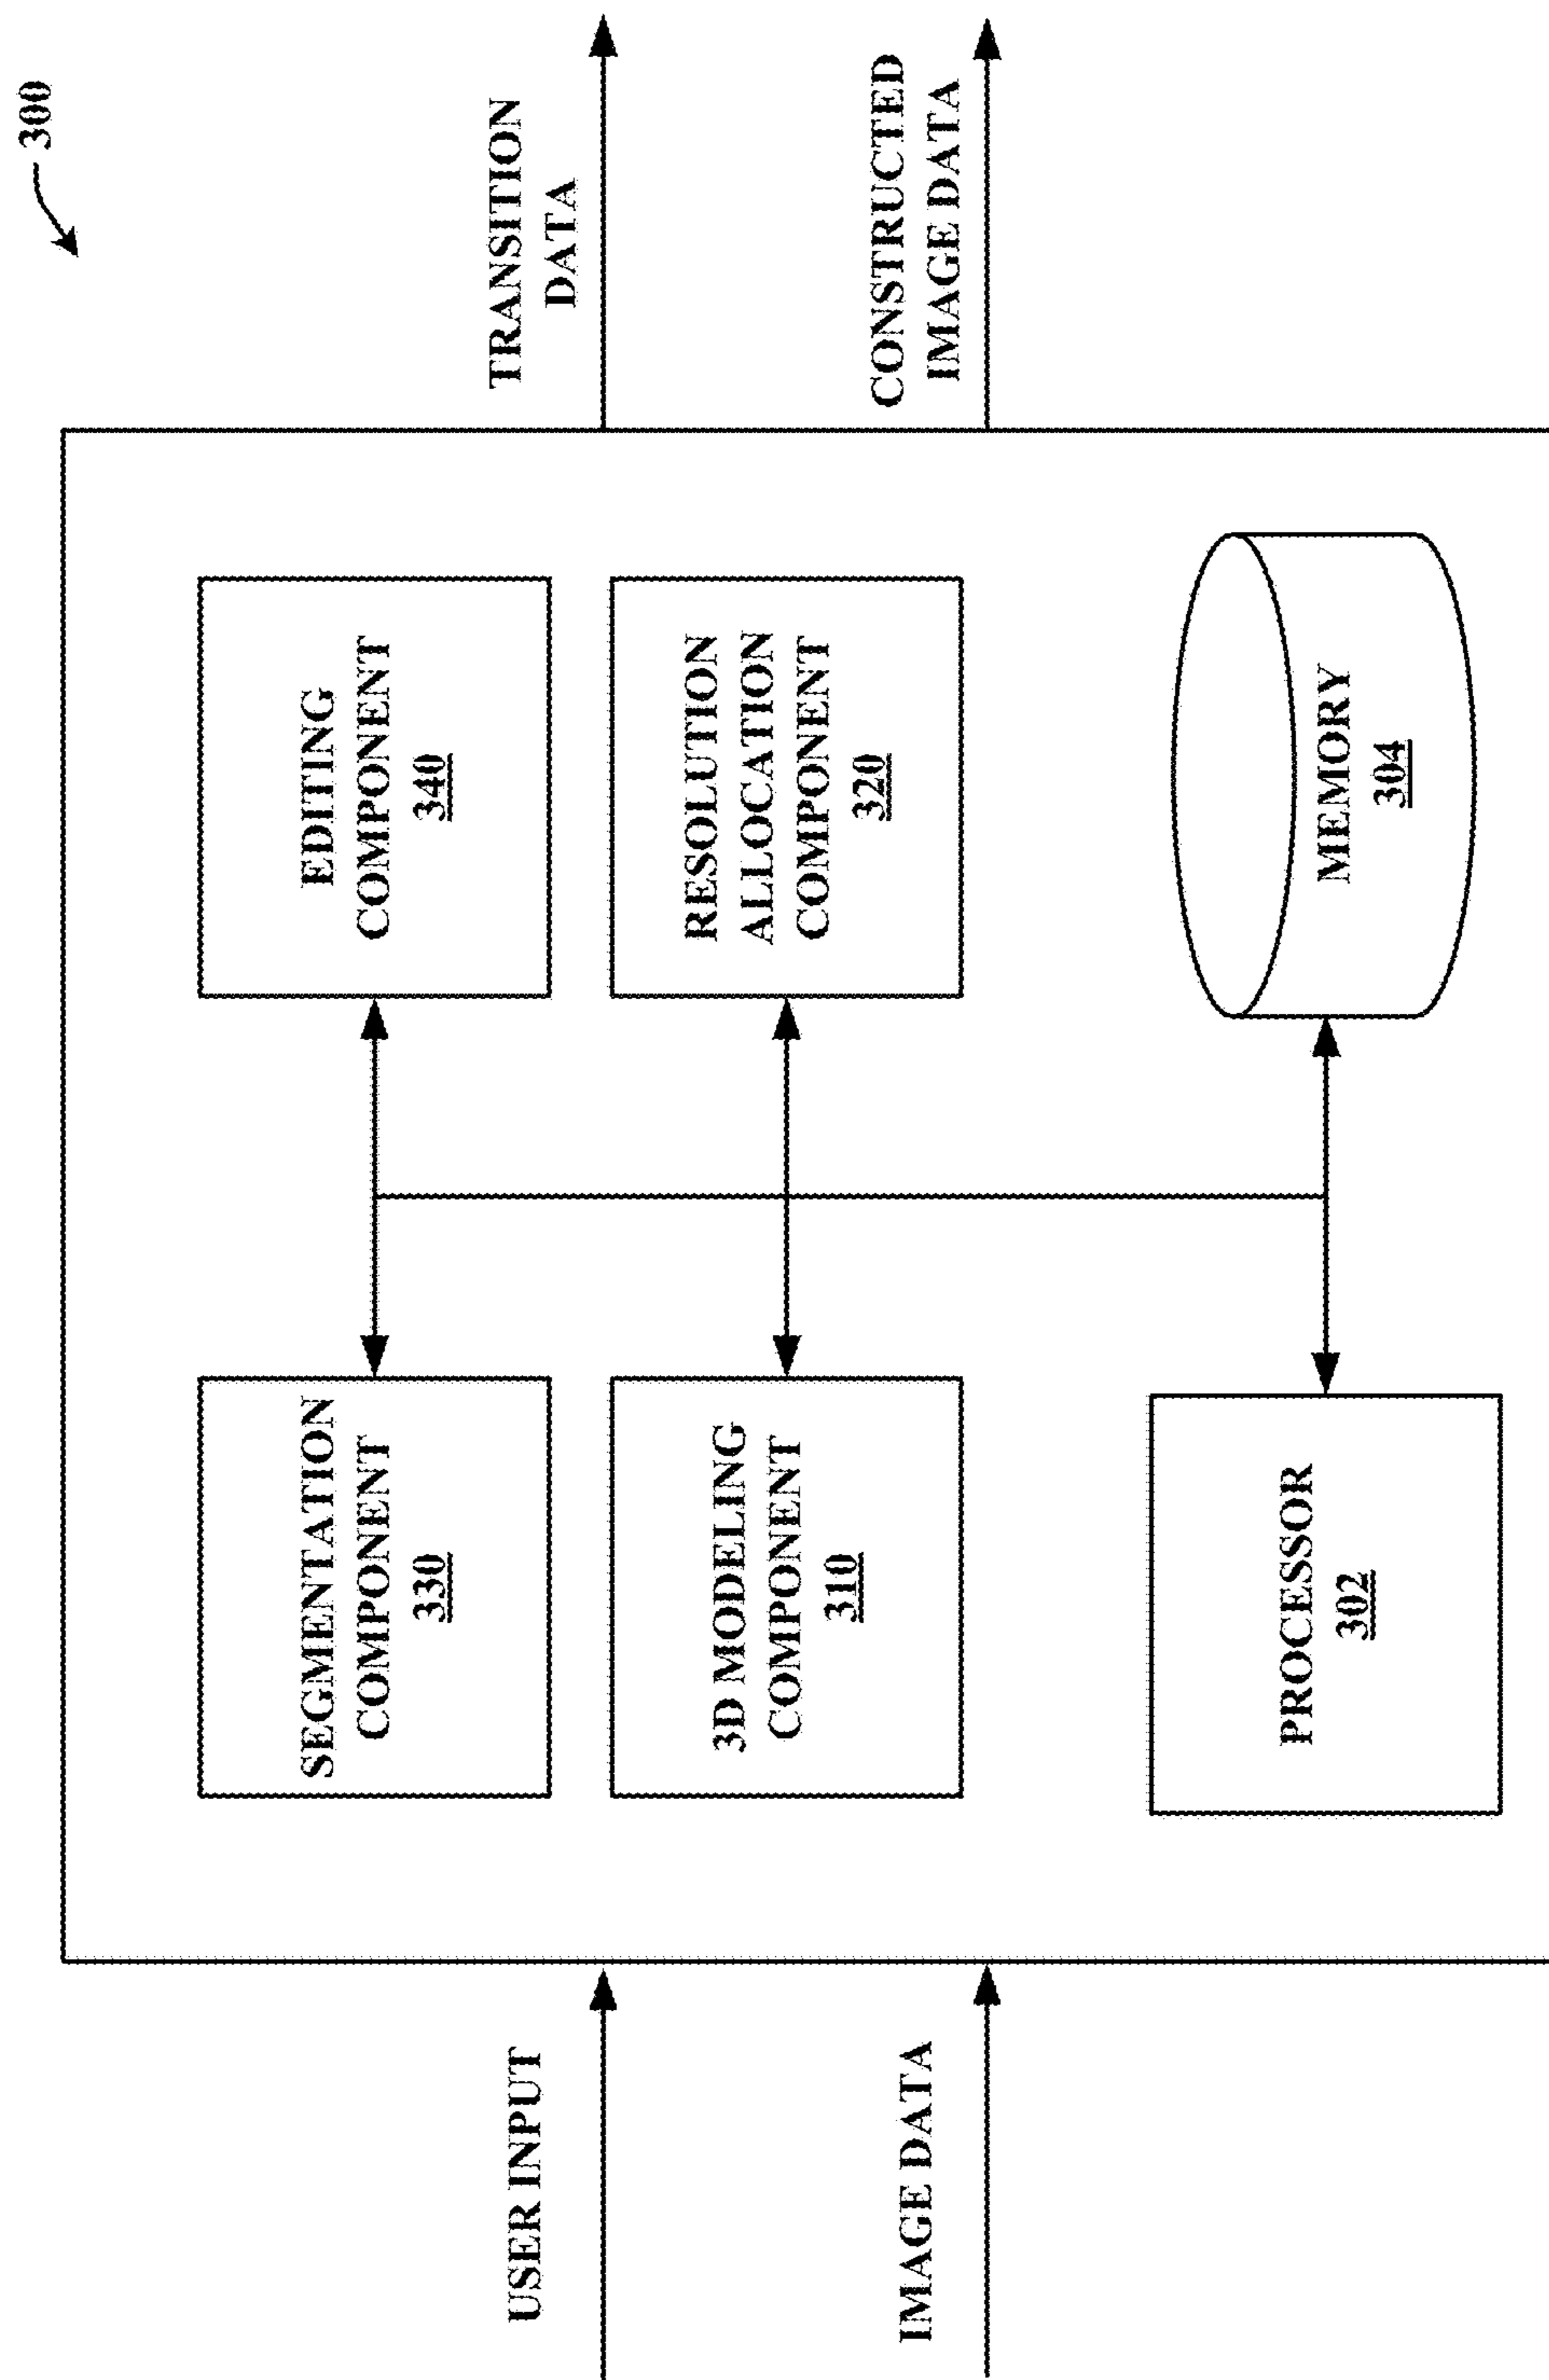 300
USER INPUT
IMAGE DATA
SEGMENTATION
COMPONENT
330
EDITING
COMPONENT
340
3D MODELING
COMPONENT
310
RESOLUTION
ALLOCATION
COMPONENT
320
PROCESSOR
302
MEMORY
304
TRANSITION
DATA
CONSTRUCTED
IMAGE DATA